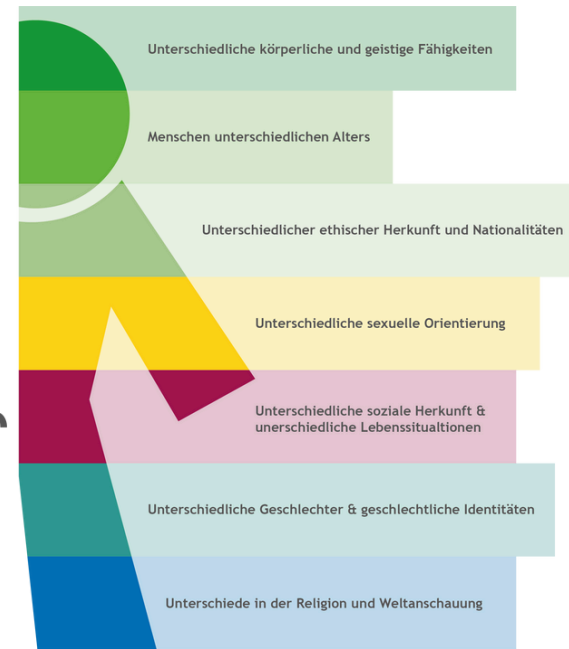 Unterschiedliche körperliche und geistige Fähigkeiten
Menschen unterschiedlichen Alters
Unterschiedlicher ethischer Herkunft und Nationalitäten
Unterschiedliche sexuelle Orientierung
Unterschiedliche soziale Herkunft &
unerschiedliche Lebenssitualtionen
Unterschiedliche Geschlechter & geschlechtliche Identitäten
Unterschiede in der Religion und Weltanschauung